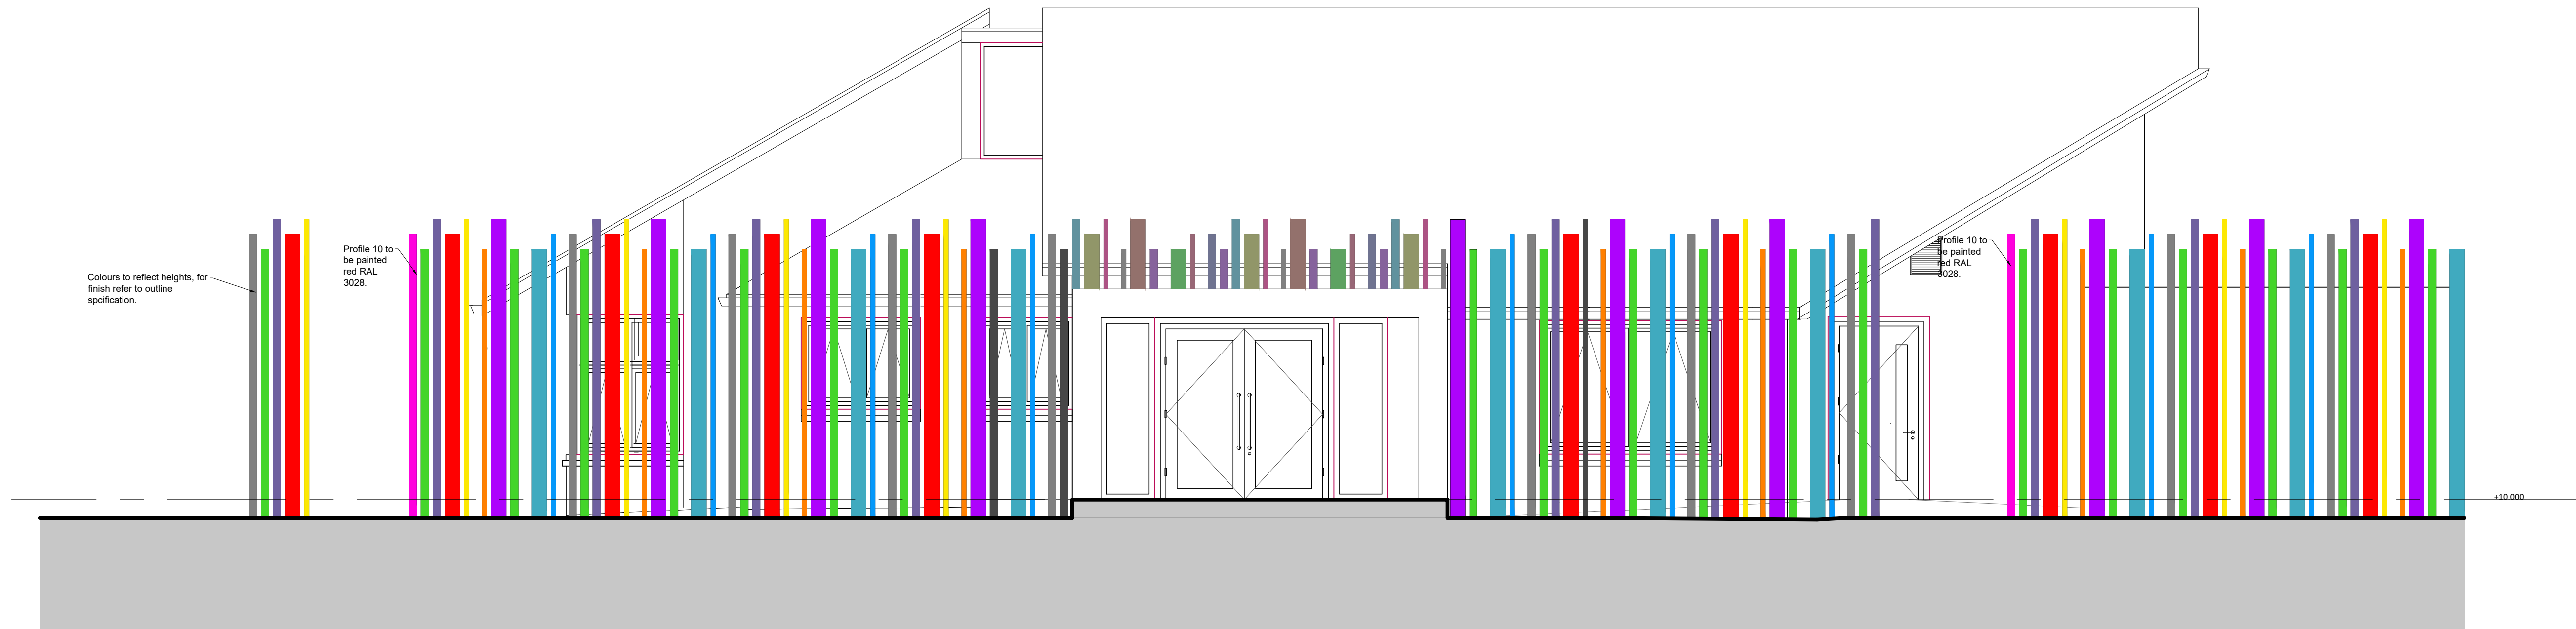 Colours to reflect heights, for
finish refer to outline
spcification.
Profile 10 to
be painted
red RAL
3028.
Profile 10 to
be painted
red RAL
3028.
+10.000